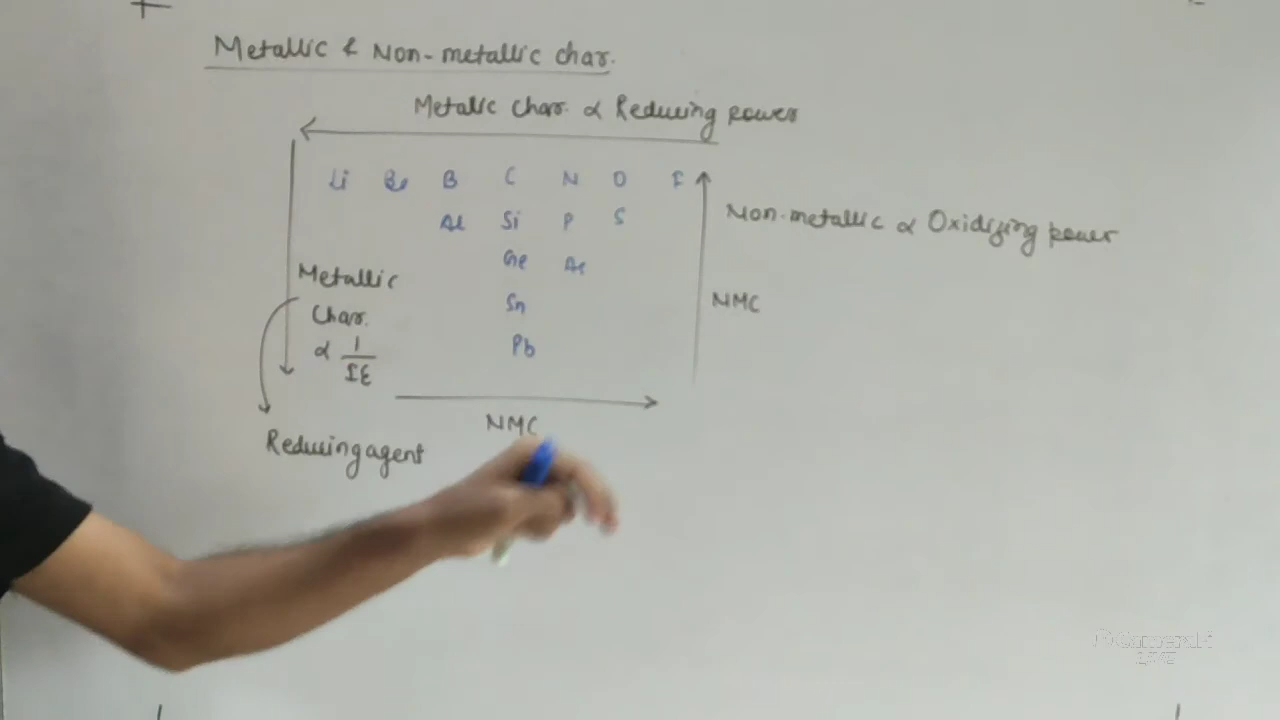 Metallic & Non-metallic char.
Metallic Char. ∝ Reducing power
Li Be B C N O F
Al Si P S
Non-metallic ∝ Oxidizing power
Ge As
Metallic
Char.
∝ 1/IE
Sn
NMC
Pb
NMC
Reducing agent